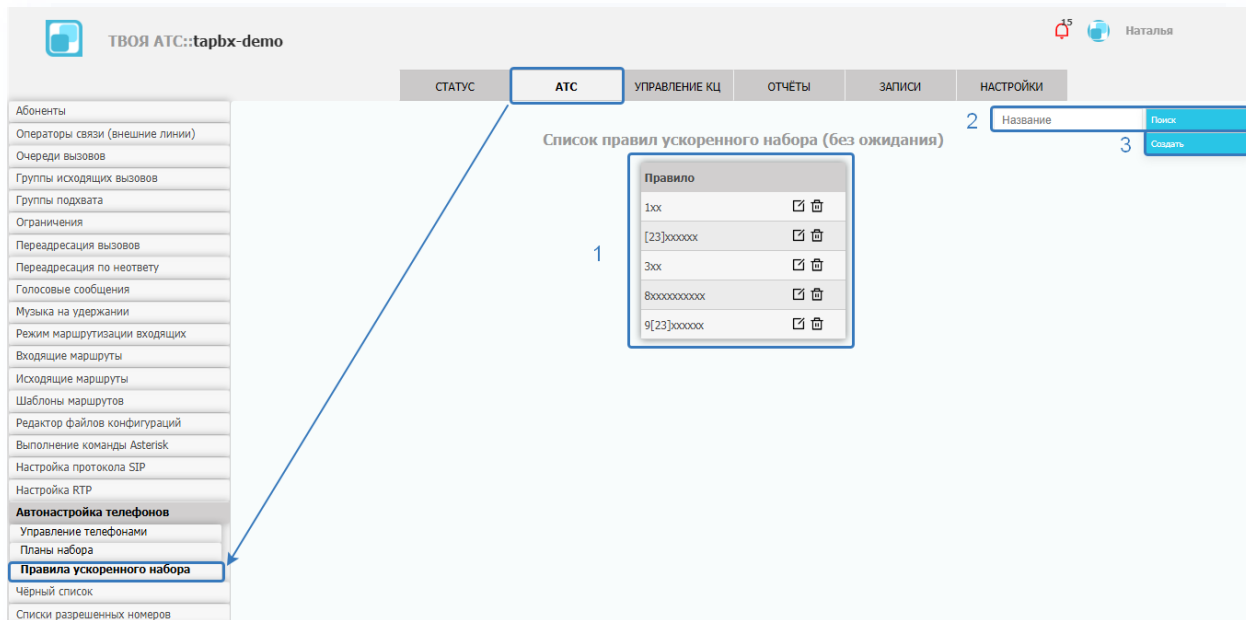 15
ТВОЯ АТС::tapbx-demo
Наталья
СТАТУС АТС УПРАВЛЕНИЕ КЦ ОТЧЁТЫ ЗАПИСИ НАСТРОЙКИ
Абоненты
Операторы связи (внешние линии)
Очереди вызовов
Группы исходящих вызовов
Группы подхвата
Ограничения
Переадресация вызовов
Переадресация по неответу
Голосовые сообщения
Музыка на удержании
Режим маршрутизации входящих
Входящие маршруты
Исходящие маршруты
Шаблоны маршрутов
Редактор файлов конфигураций
Выполнение команды Asterisk
Настройка протокола SIP
Настройка RTP
Автонастройка телефонов
Управление телефонами
Планы набора
Правила ускоренного набора
Чёрный список
Списки разрешенных номеров
2 Название Поиск
3 Создать
Список правил ускоренного набора (без ожидания)
1
Правило
1xx
[23]xxxxxx
3xx
8xxxxxxxxxx
9[23]xxxxxx